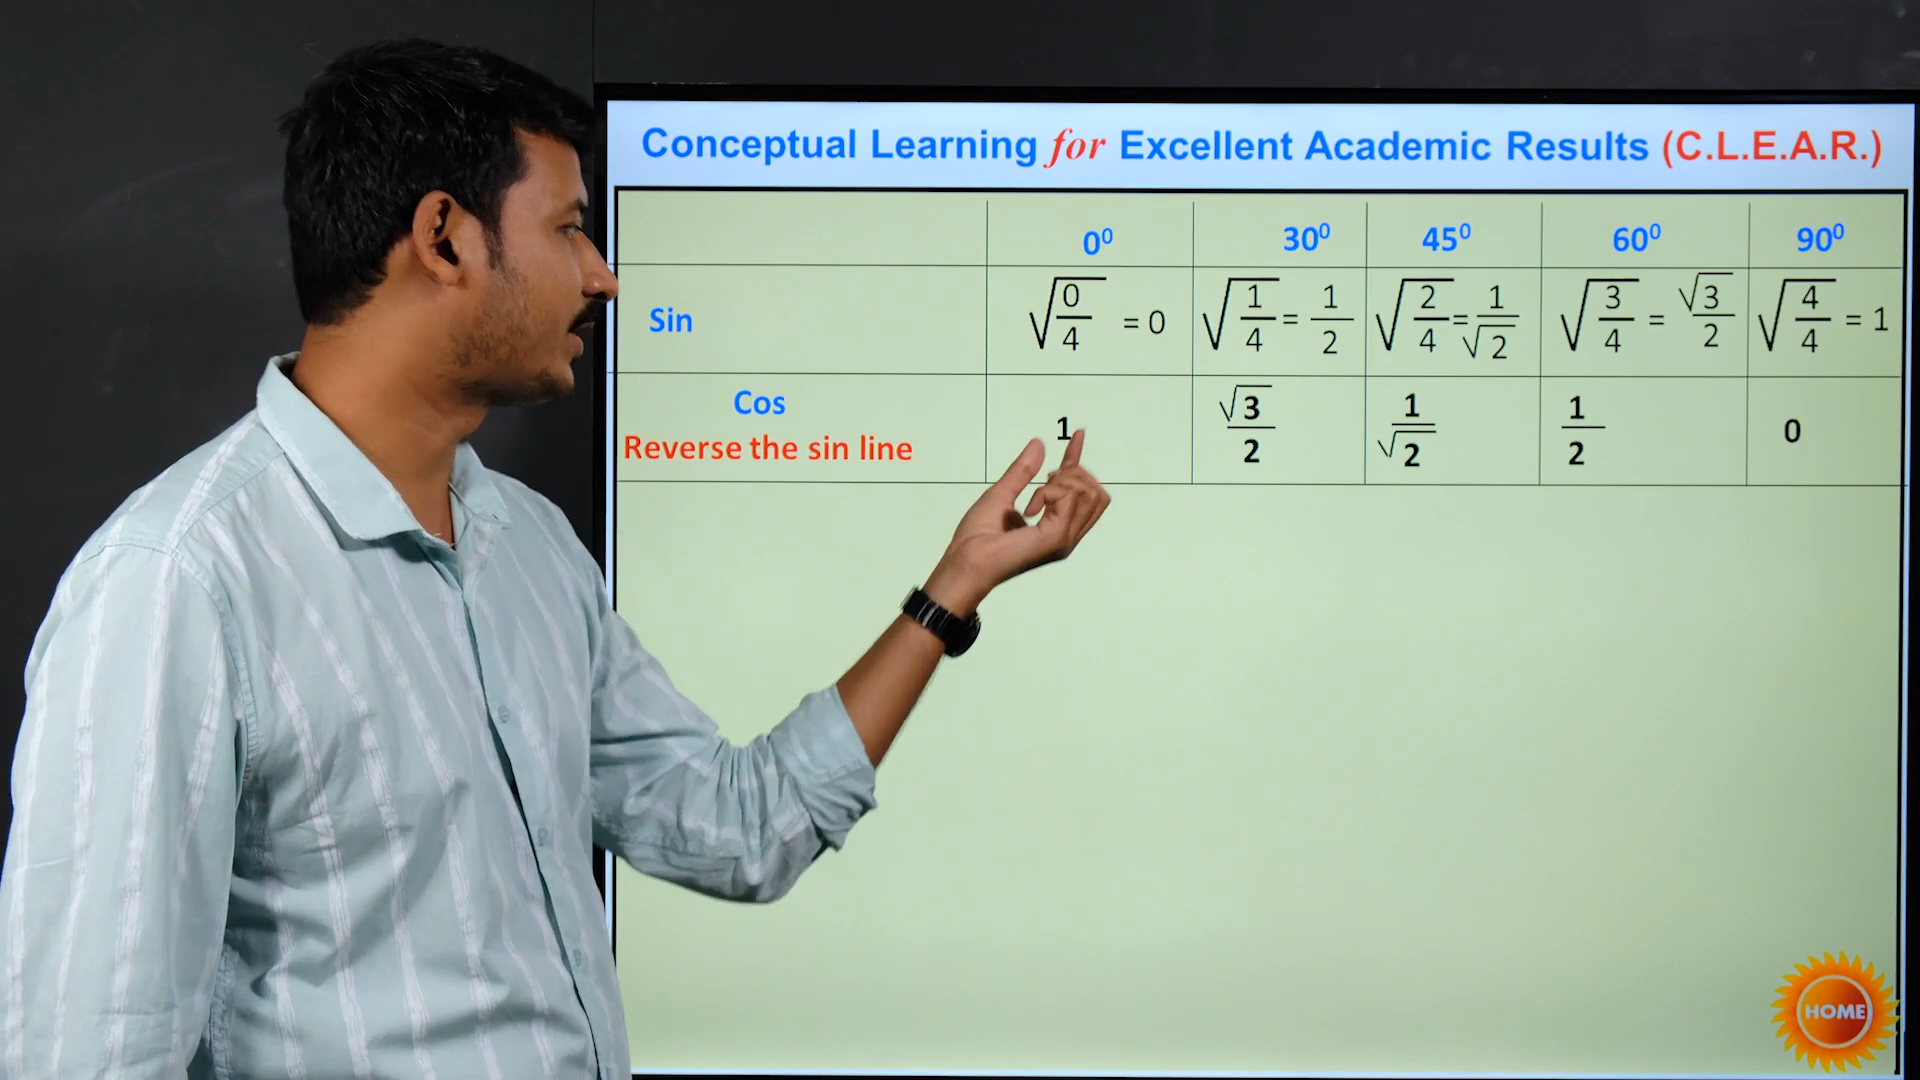 Conceptual Learning for Excellent Academic Results (C.L.E.A.R.)
0⁰ 30⁰ 45⁰ 60⁰ 90⁰
Sin √(0/4) = 0 √(1/4) = 1/2 √(2/4) = 1/√2 √(3/4) = √3/2 √(4/4) = 1
Cos
Reverse the sin line 1 √3/2 1/√2 1/2 0
HOME